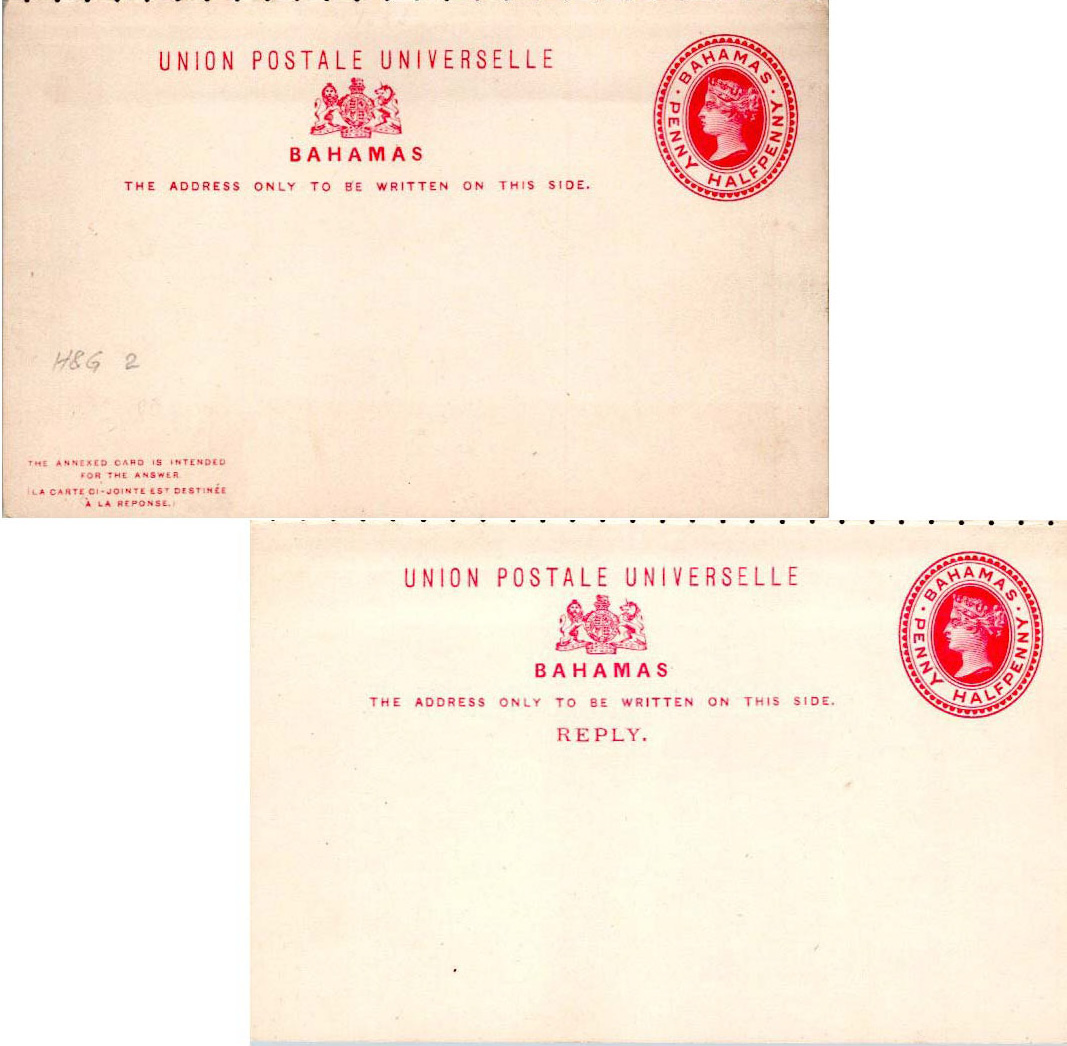 UNION POSTALE UNIVERSELLE
BAHAMAS
THE ADDRESS ONLY TO BE WRITTEN ON THIS SIDE.
BAHAMAS
· PENNY HALFPENNY ·
H&G 2
THE ANNEXED CARD IS INTENDED
FOR THE ANSWER
(LA CARTE CI-JOINTE EST DESTINÉE
À LA REPONSE.)
UNION POSTALE UNIVERSELLE
BAHAMAS
THE ADDRESS ONLY TO BE WRITTEN ON THIS SIDE.
REPLY.
BAHAMAS
· PENNY HALFPENNY ·